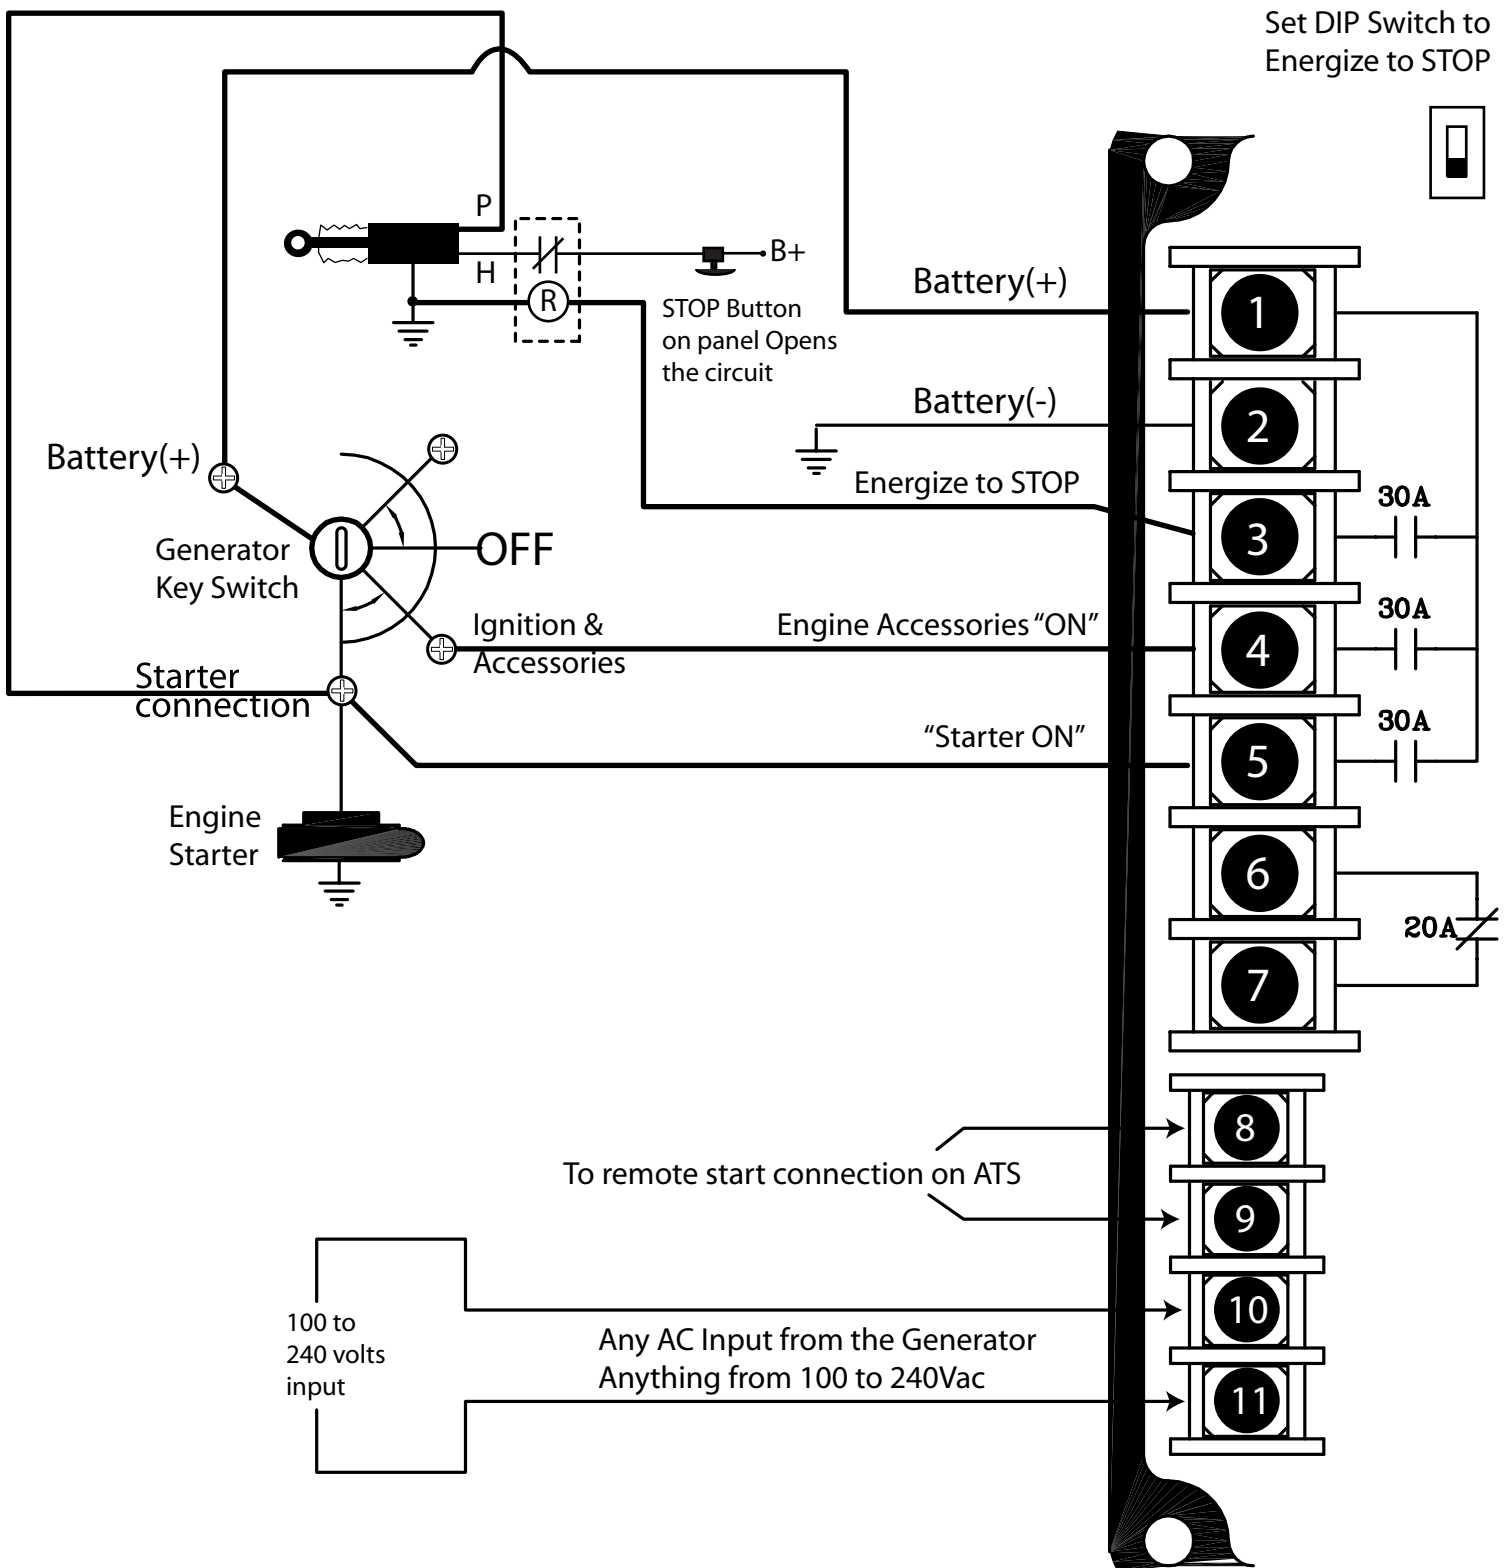 Set DIP Switch to
Energize to STOP
P
H
B+
R
STOP Button
on panel Opens
the circuit
Battery(+)
1
Battery(-)
2
Battery(+)
Energize to STOP
30A
3
Generator
Key Switch
OFF
Ignition &
Accessories
Engine Accessories “ON”
30A
4
Starter
connection
“Starter ON”
30A
5
Engine
Starter
6
20A
7
8
To remote start connection on ATS
9
10
100 to
240 volts
input
Any AC Input from the Generator
Anything from 100 to 240Vac
11